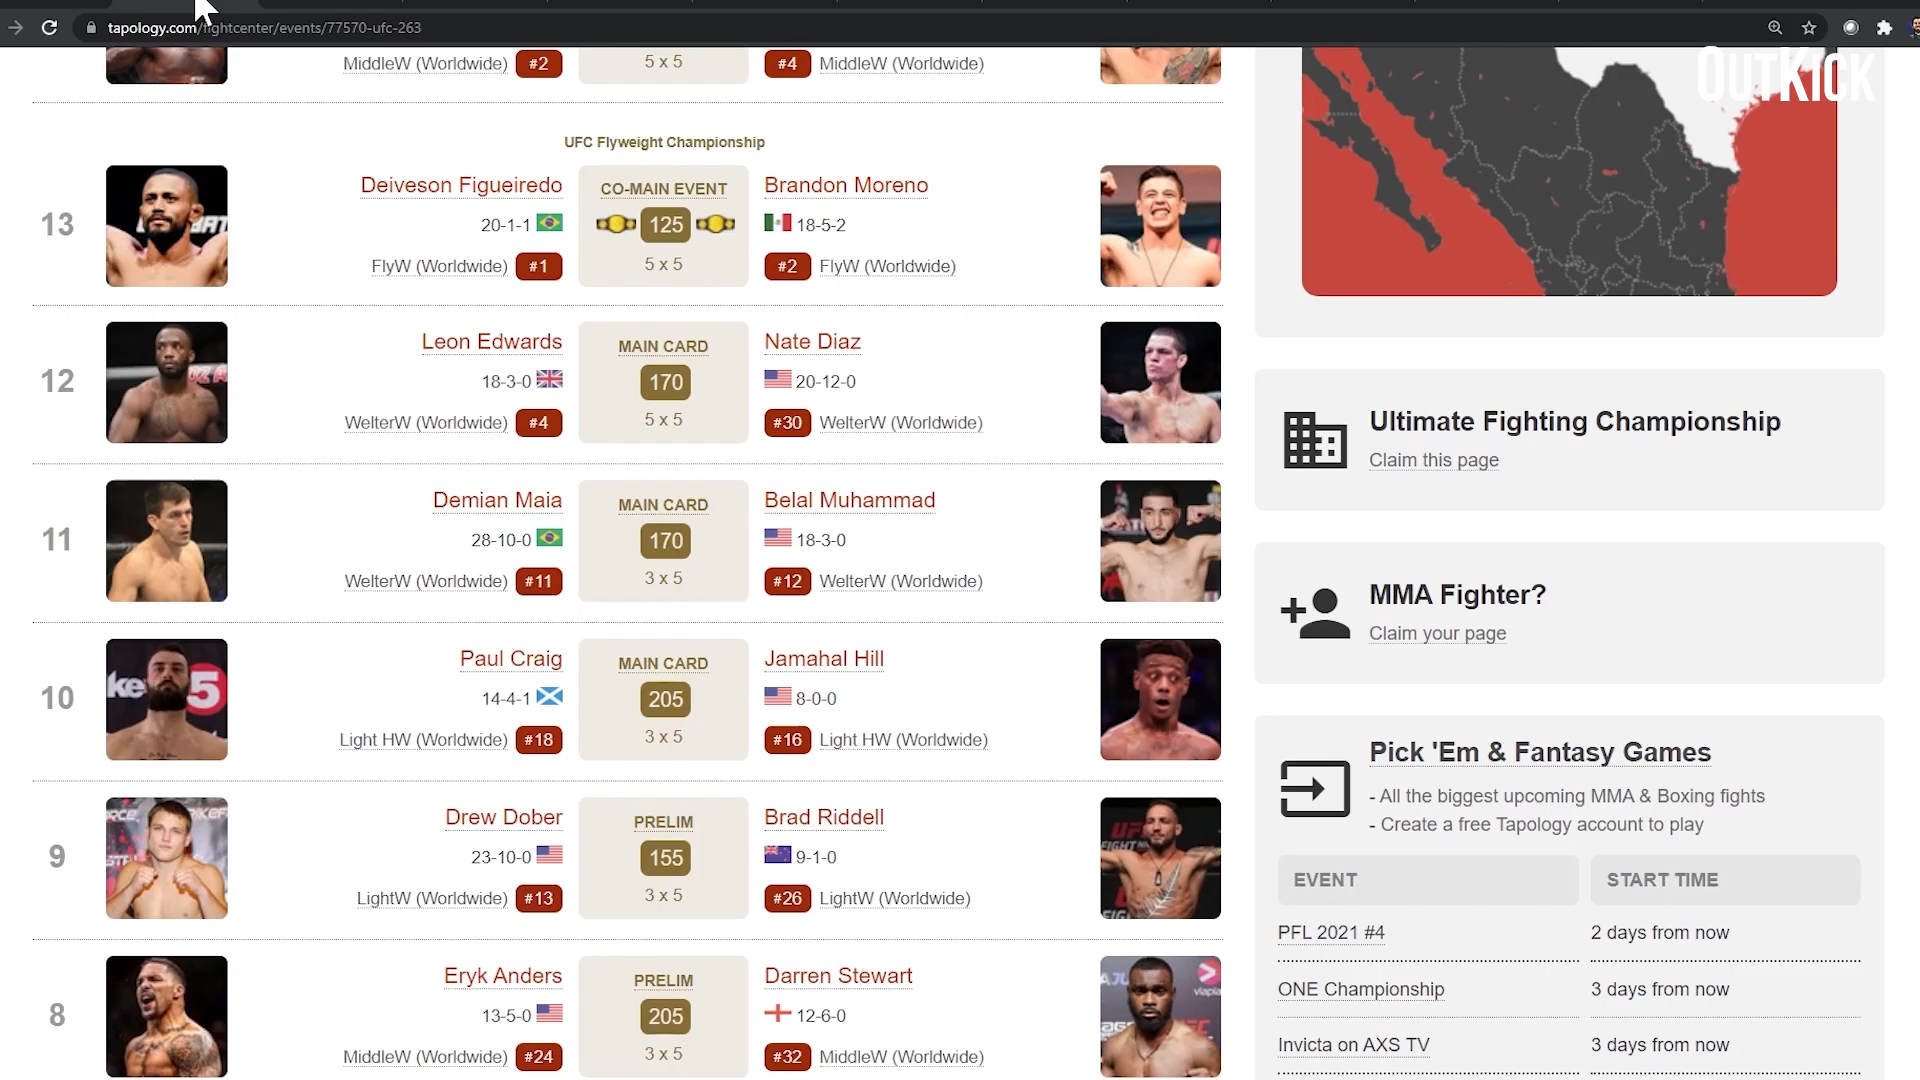 tapology.com/fightcenter/events/77570-ufc-263
OUTKICK
MiddleW (Worldwide) #2 5 x 5 #4 MiddleW (Worldwide)
UFC Flyweight Championship
13 Deiveson Figueiredo CO-MAIN EVENT Brandon Moreno
20-1-1 125 18-5-2
FlyW (Worldwide) #1 5 x 5 #2 FlyW (Worldwide)
12 Leon Edwards MAIN CARD Nate Diaz
18-3-0 170 20-12-0
WelterW (Worldwide) #4 5 x 5 #30 WelterW (Worldwide)
11 Demian Maia MAIN CARD Belal Muhammad
28-10-0 170 18-3-0
WelterW (Worldwide) #11 3 x 5 #12 WelterW (Worldwide)
10 Paul Craig MAIN CARD Jamahal Hill
14-4-1 205 8-0-0
Light HW (Worldwide) #18 3 x 5 #16 Light HW (Worldwide)
9 Drew Dober PRELIM Brad Riddell
23-10-0 155 9-1-0
LightW (Worldwide) #13 3 x 5 #26 LightW (Worldwide)
8 Eryk Anders PRELIM Darren Stewart
13-5-0 205 12-6-0
MiddleW (Worldwide) #24 3 x 5 #32 MiddleW (Worldwide)
Ultimate Fighting Championship
Claim this page
MMA Fighter?
Claim your page
Pick 'Em & Fantasy Games
- All the biggest upcoming MMA & Boxing fights
- Create a free Tapology account to play
EVENT START TIME
PFL 2021 #4 2 days from now
ONE Championship 3 days from now
Invicta on AXS TV 3 days from now